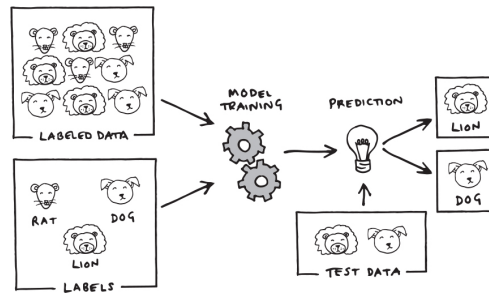 LABELED DATA
RAT
DOG
LION
LABELS
MODEL
TRAINING
PREDICTION
TEST DATA
LION
DOG